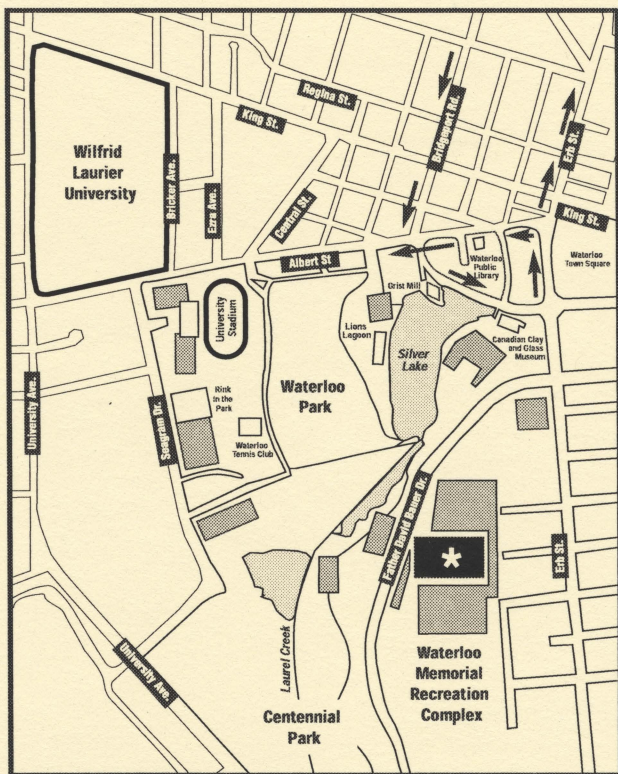 Regina St.
King St.
Bridgeport Rd.
Erb St.
Wilfrid
Laurier
University
Bricker Ave.
Ezra Ave.
Central St.
King St.
Albert St
Waterloo
Public
Library
Waterloo
Town Square
Grist Mill
University
Stadium
Lions
Lagoon
Silver
Lake
Canadian Clay
and Glass
Museum
University Ave.
Seagram Dr.
Rink
in the
Park
Waterloo
Park
Waterloo
Tennis Club
Father David Bauer Dr.
*
Erb St.
Laurel Creek
University Ave.
Waterloo
Memorial
Recreation
Complex
Centennial
Park